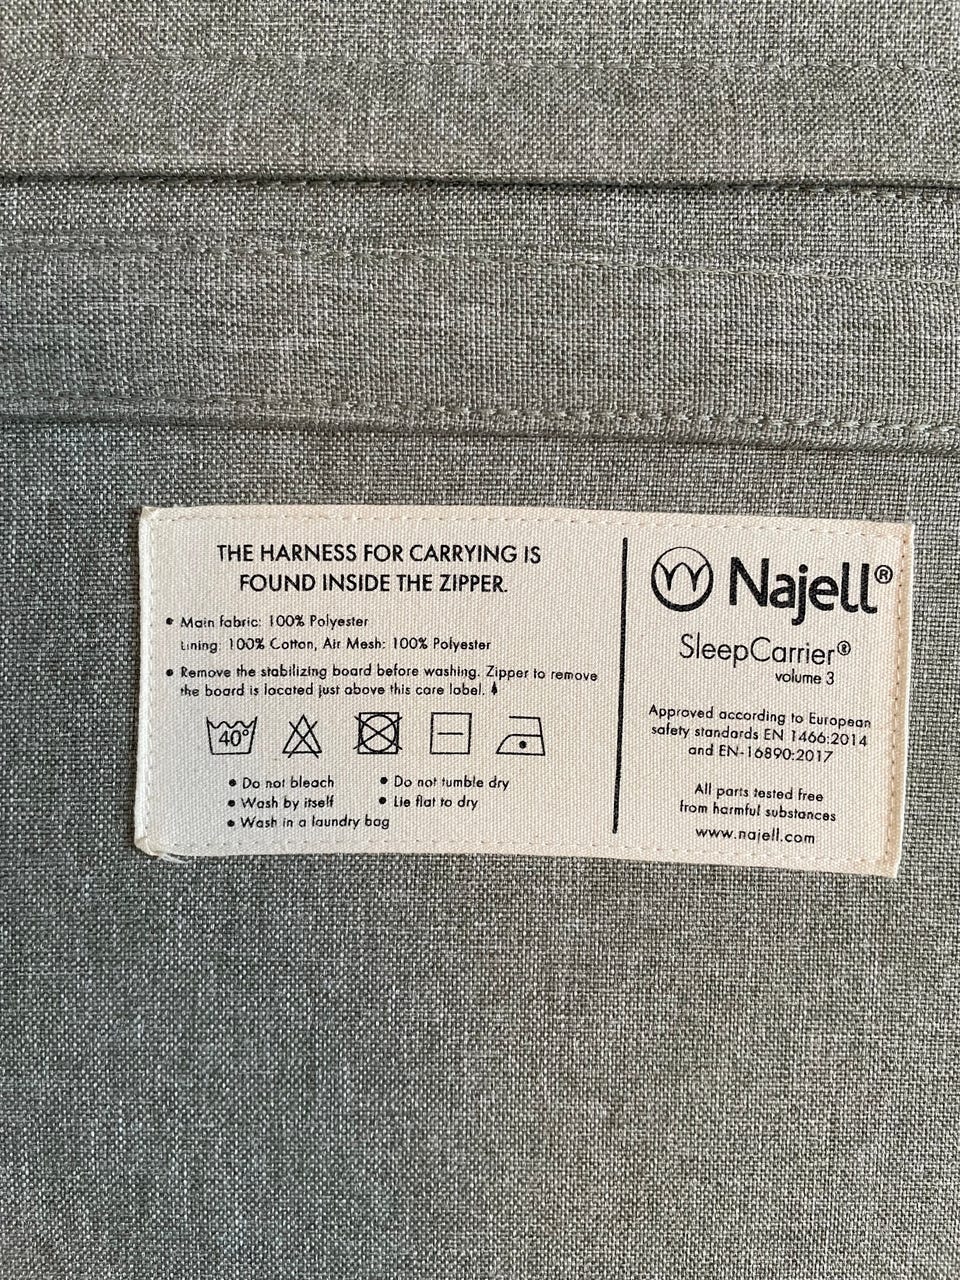 THE HARNESS FOR CARRYING IS
FOUND INSIDE THE ZIPPER.
• Main fabric: 100% Polyester
Lining: 100% Cotton, Air Mesh: 100% Polyester
• Remove the stabilizing board before washing. Zipper to remove
the board is located just above this care label.
40°
• Do not bleach
• Do not tumble dry
• Wash by itself
• Lie flat to dry
• Wash in a laundry bag
Najell®
SleepCarrier®
volume 3
Approved according to European
safety standards EN 1466:2014
and EN-16890:2017
All parts tested free
from harmful substances
www.najell.com